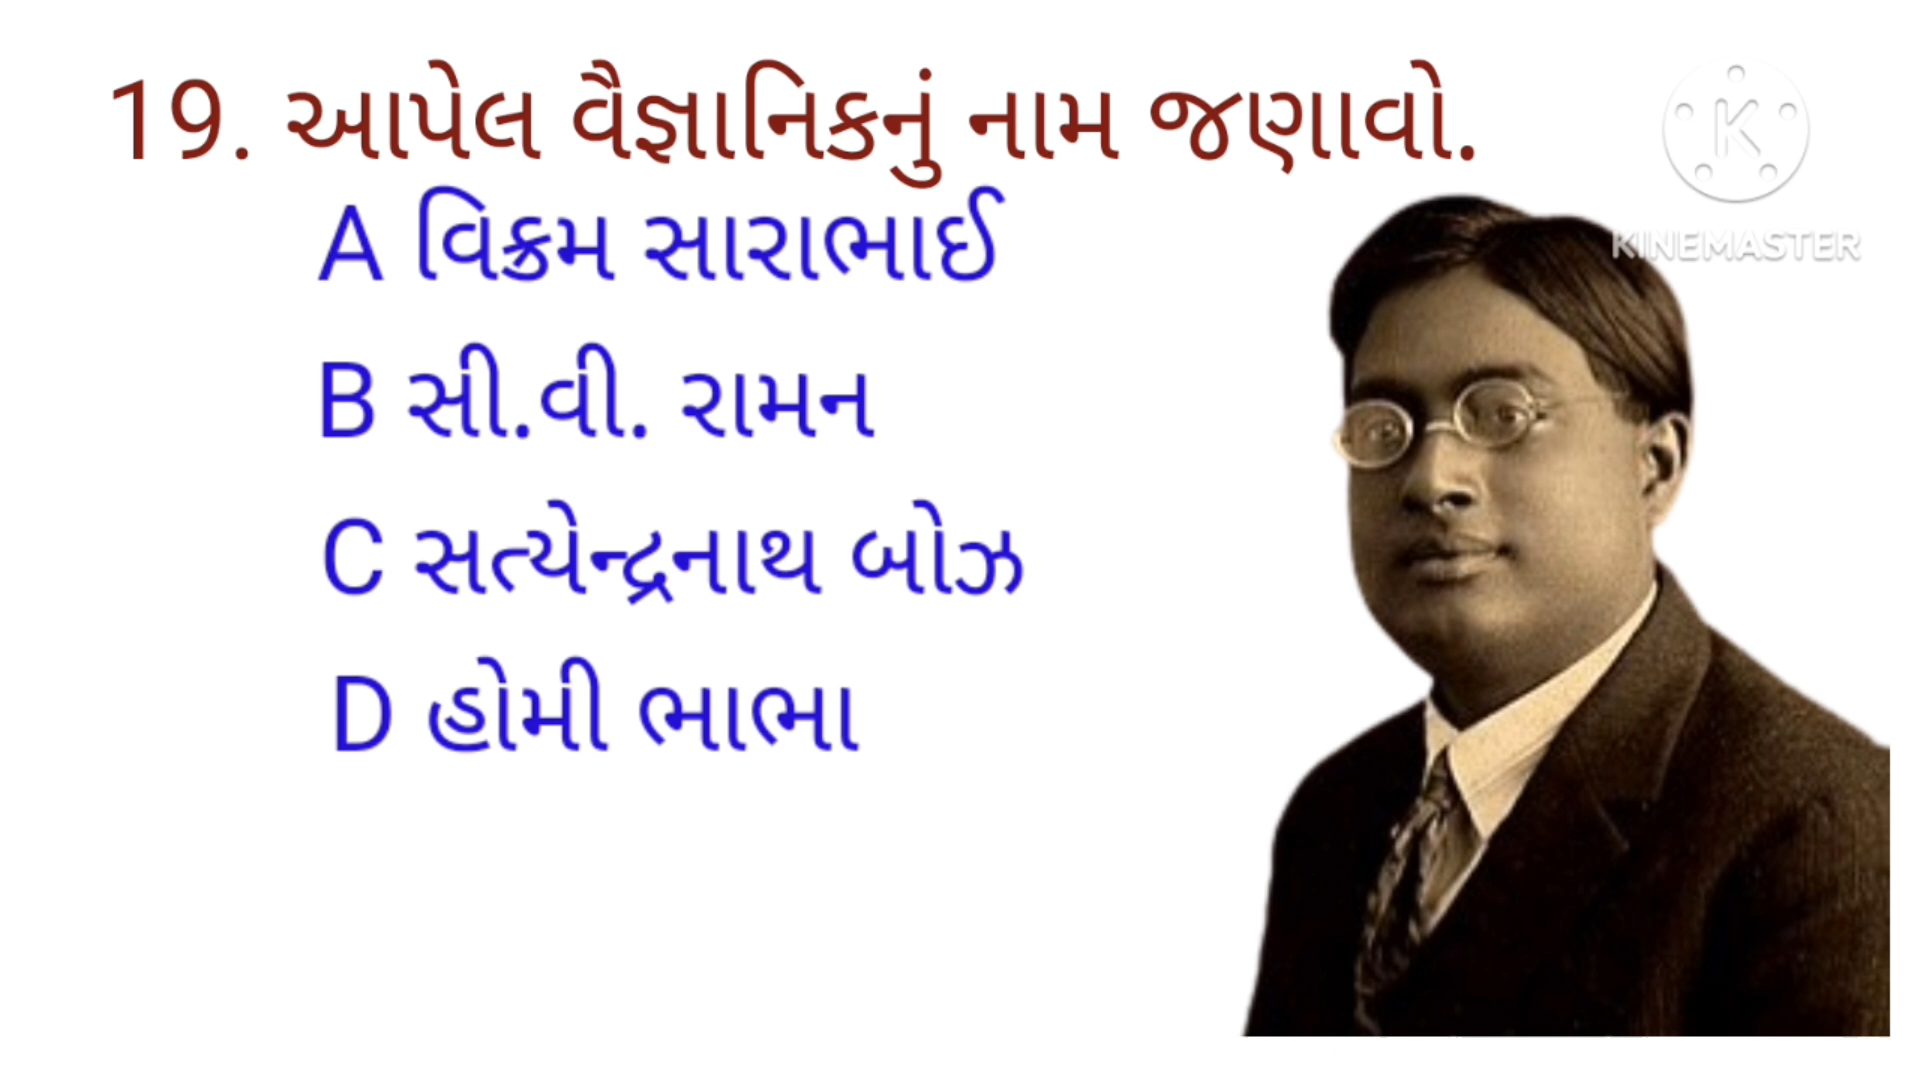 19. આપેલ વૈજ્ઞાનિકનું નામ જણાવો.
A વિક્રમ સારાભાઈ
B સી.વી. રામન
C સત્યેન્દ્રનાથ બોઝ
D હોમી ભાભા
K
KINEMASTER